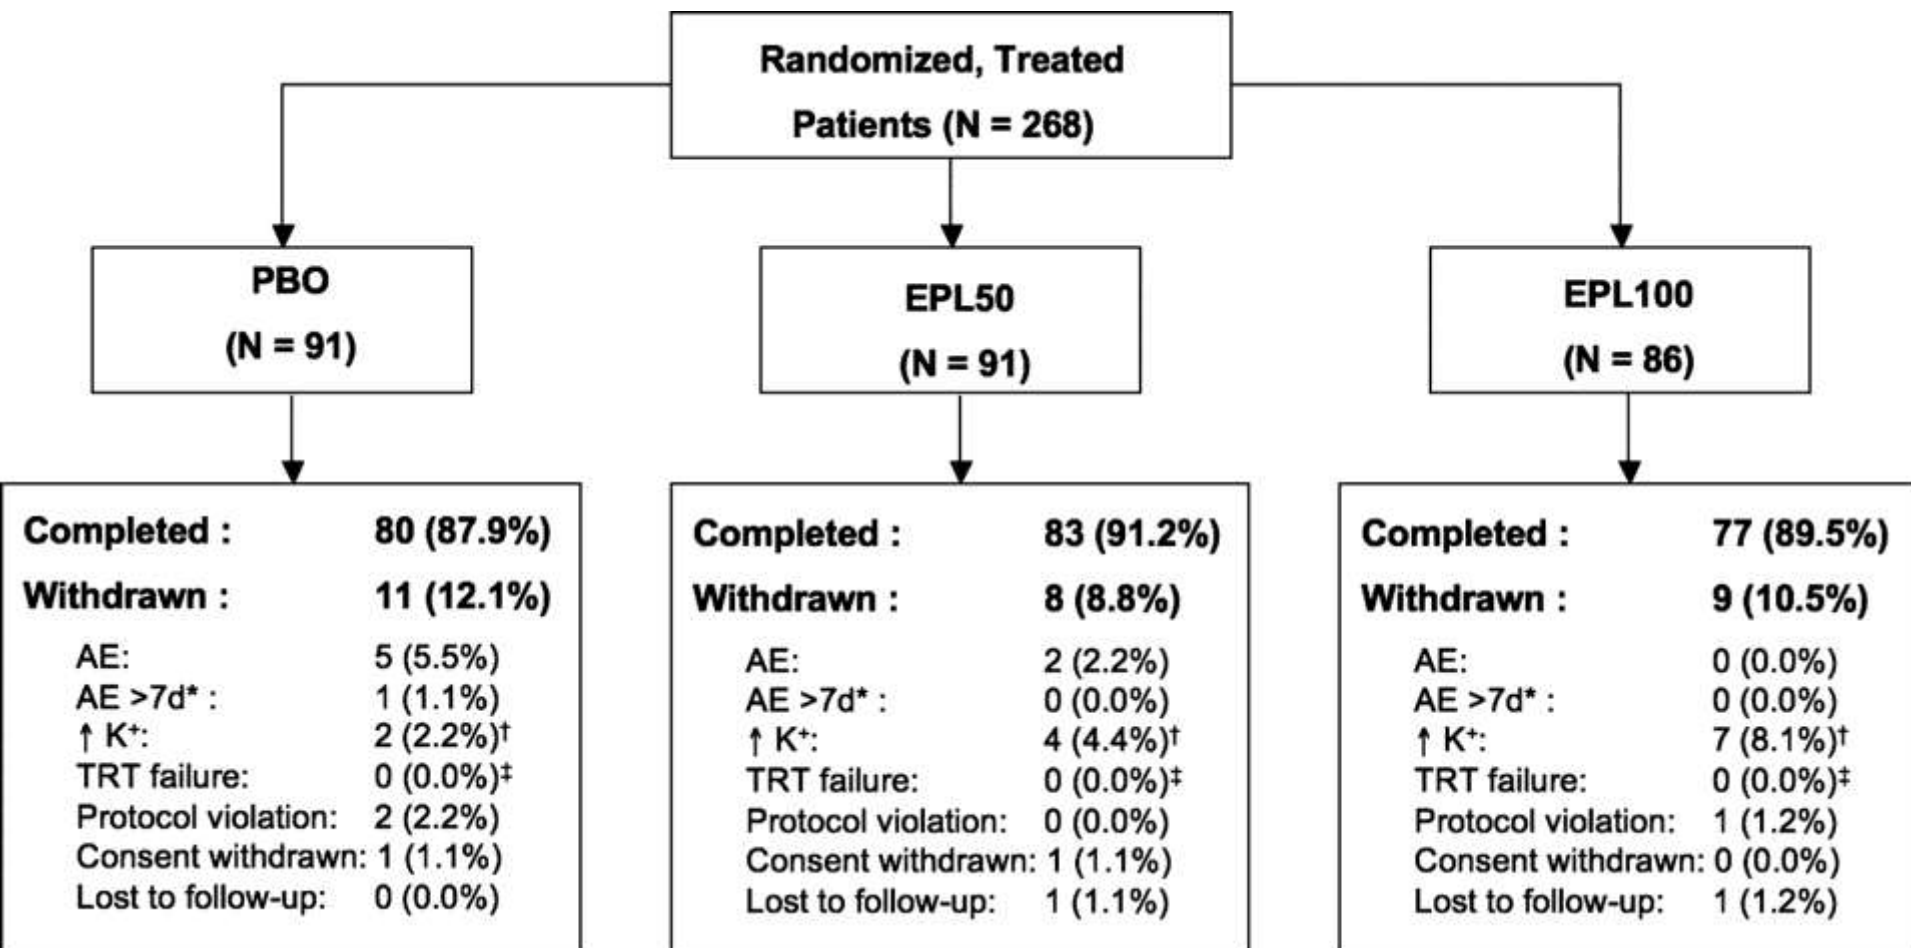 Randomized, Treated
Patients (N = 268)
PBO
(N = 91)
EPL50
(N = 91)
EPL100
(N = 86)
Completed : 80 (87.9%)
Withdrawn : 11 (12.1%)
AE: 5 (5.5%)
AE >7d* : 1 (1.1%)
↑ K⁺: 2 (2.2%)†
TRT failure: 0 (0.0%)‡
Protocol violation: 2 (2.2%)
Consent withdrawn: 1 (1.1%)
Lost to follow-up: 0 (0.0%)
Completed : 83 (91.2%)
Withdrawn : 8 (8.8%)
AE: 2 (2.2%)
AE >7d* : 0 (0.0%)
↑ K⁺: 4 (4.4%)†
TRT failure: 0 (0.0%)‡
Protocol violation: 0 (0.0%)
Consent withdrawn: 1 (1.1%)
Lost to follow-up: 1 (1.1%)
Completed : 77 (89.5%)
Withdrawn : 9 (10.5%)
AE: 0 (0.0%)
AE >7d* : 0 (0.0%)
↑ K⁺: 7 (8.1%)†
TRT failure: 0 (0.0%)‡
Protocol violation: 1 (1.2%)
Consent withdrawn: 0 (0.0%)
Lost to follow-up: 1 (1.2%)